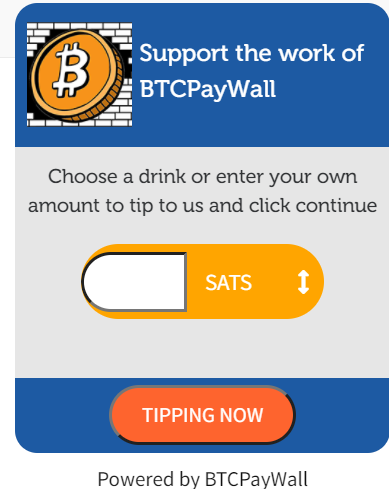 Support the work of
BTCPayWall
Choose a drink or enter your own
amount to tip to us and click continue
SATS
TIPPING NOW
Powered by BTCPayWall